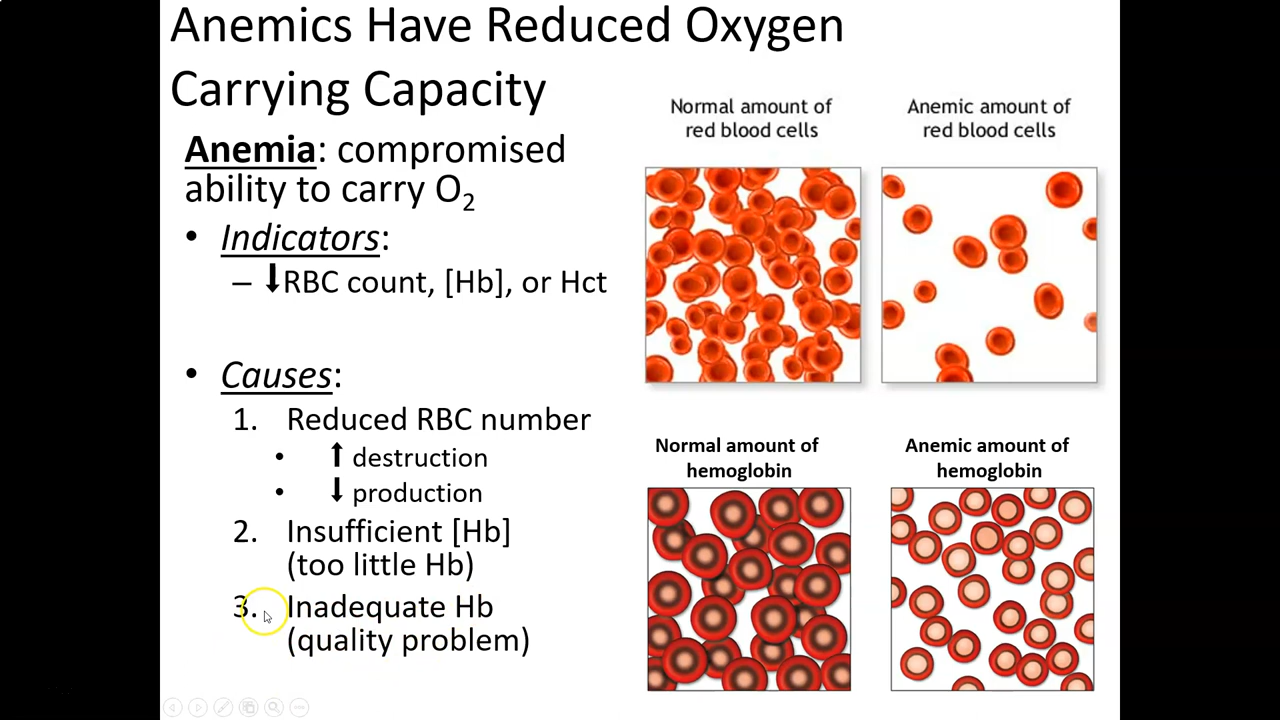 Anemics Have Reduced Oxygen
Carrying Capacity
Anemia: compromised
ability to carry O₂
• Indicators:
– ⬇RBC count, [Hb], or Hct
• Causes:
1. Reduced RBC number
• ⬆ destruction
• ⬇ production
2. Insufficient [Hb]
(too little Hb)
3. Inadequate Hb
(quality problem)
Normal amount of
red blood cells
Anemic amount of
red blood cells
Normal amount of
hemoglobin
Anemic amount of
hemoglobin